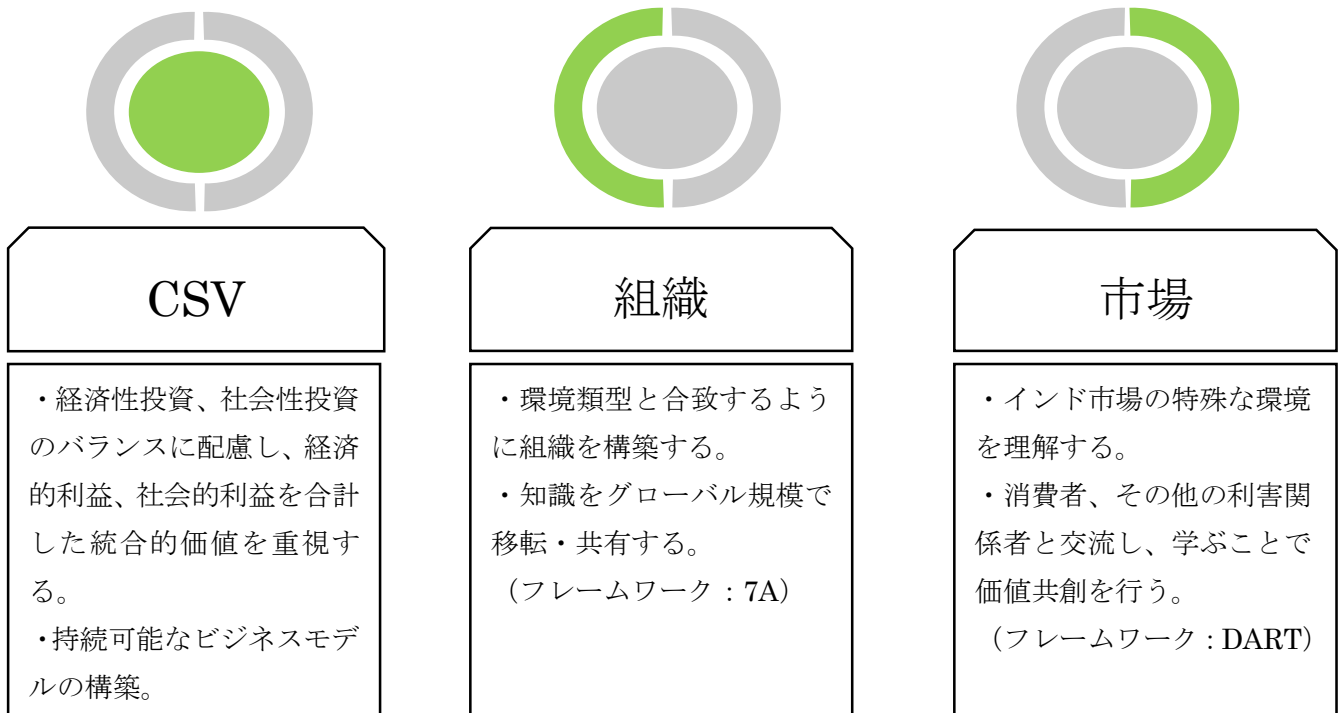 CSV
・経済性投資、社会性投資
のバランスに配慮し、経済
的利益、社会的利益を合計
した統合的価値を重視す
る。
・持続可能なビジネスモデ
ルの構築。
組織
・環境類型と合致するよう
に組織を構築する。
・知識をグローバル規模で
移転・共有する。
（フレームワーク：7A）
市場
・インド市場の特殊な環境
を理解する。
・消費者、その他の利害関
係者と交流し、学ぶことで
価値共創を行う。
（フレームワーク：DART）